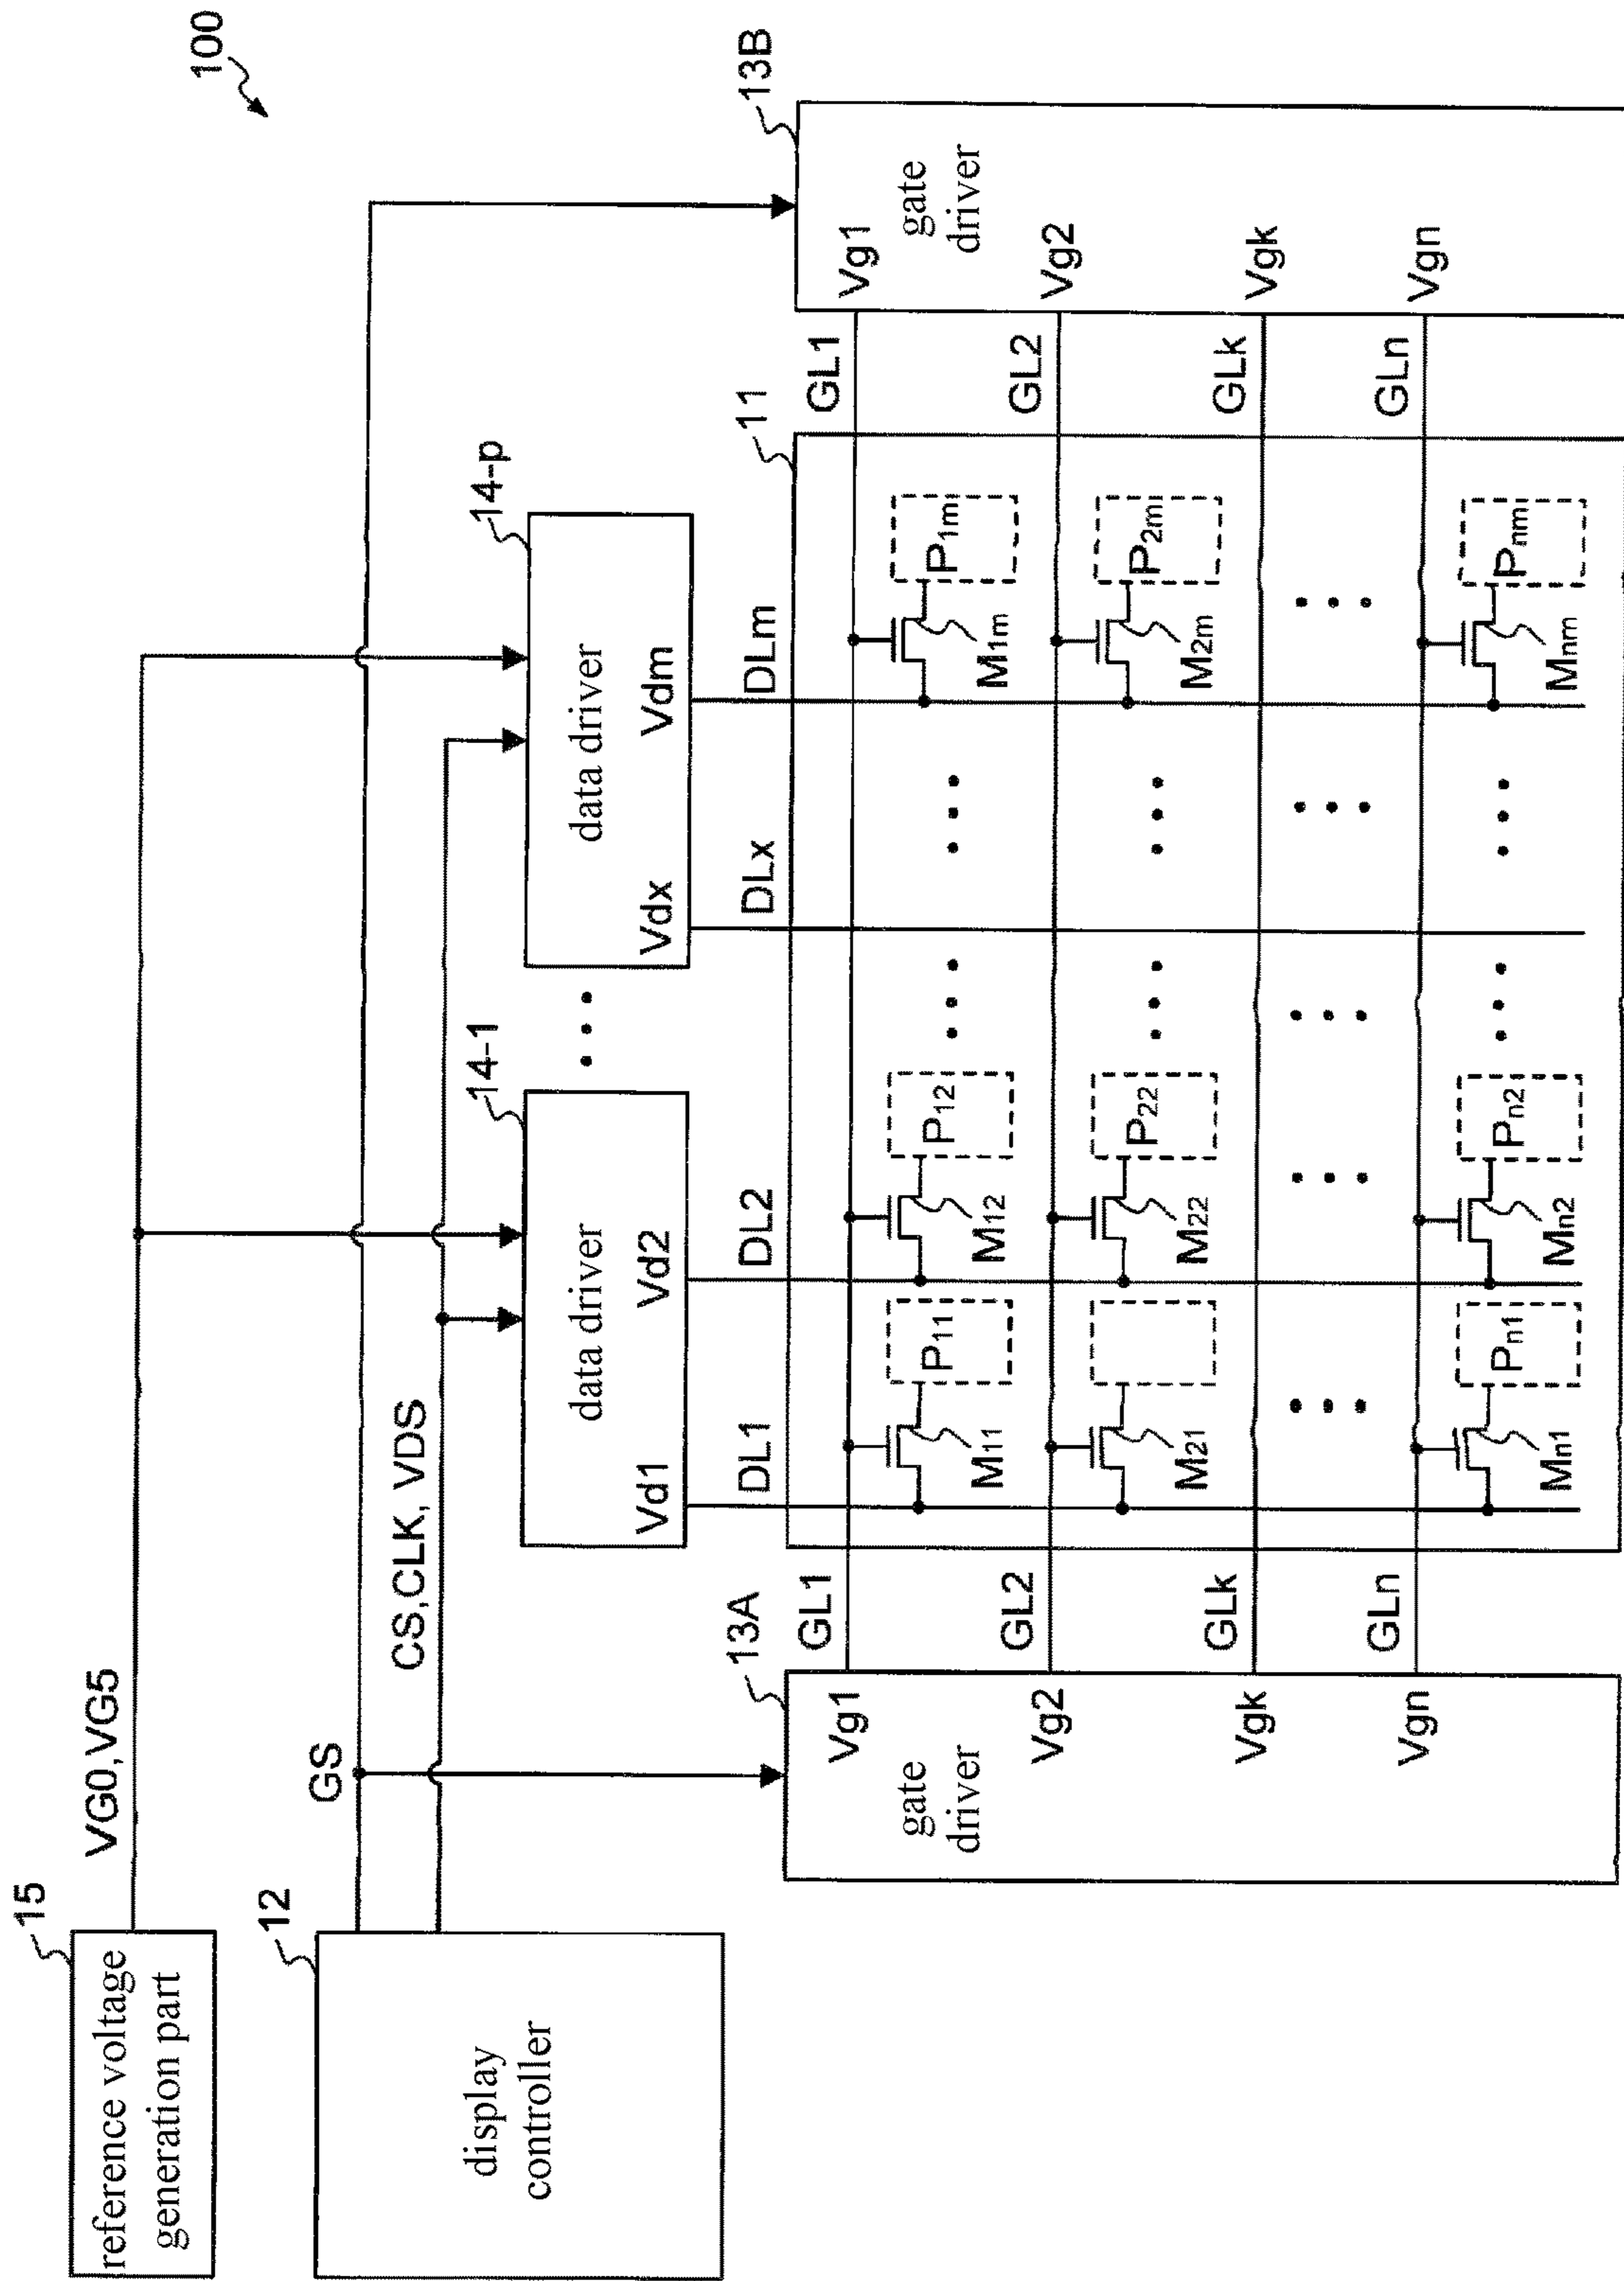 100
15
reference voltage
generation part
VG0,VG5
12
display
controller
GS
CS,CLK, VDS
14-1
data driver
Vd1
Vd2
14-p
data driver
Vdx
Vdm
13A
gate
driver
Vg1
Vg2
Vgk
Vgn
GL1
GL2
GLk
GLn
DL1
DL2
DLx
DLm
11
M11
P11
M12
P12
M1m
P1m
M21
M22
P22
M2m
P2m
Mn1
Pn1
Mn2
Pn2
Mnm
Pnm
GL1
GL2
GLk
GLn
13B
gate
driver
Vg1
Vg2
Vgk
Vgn